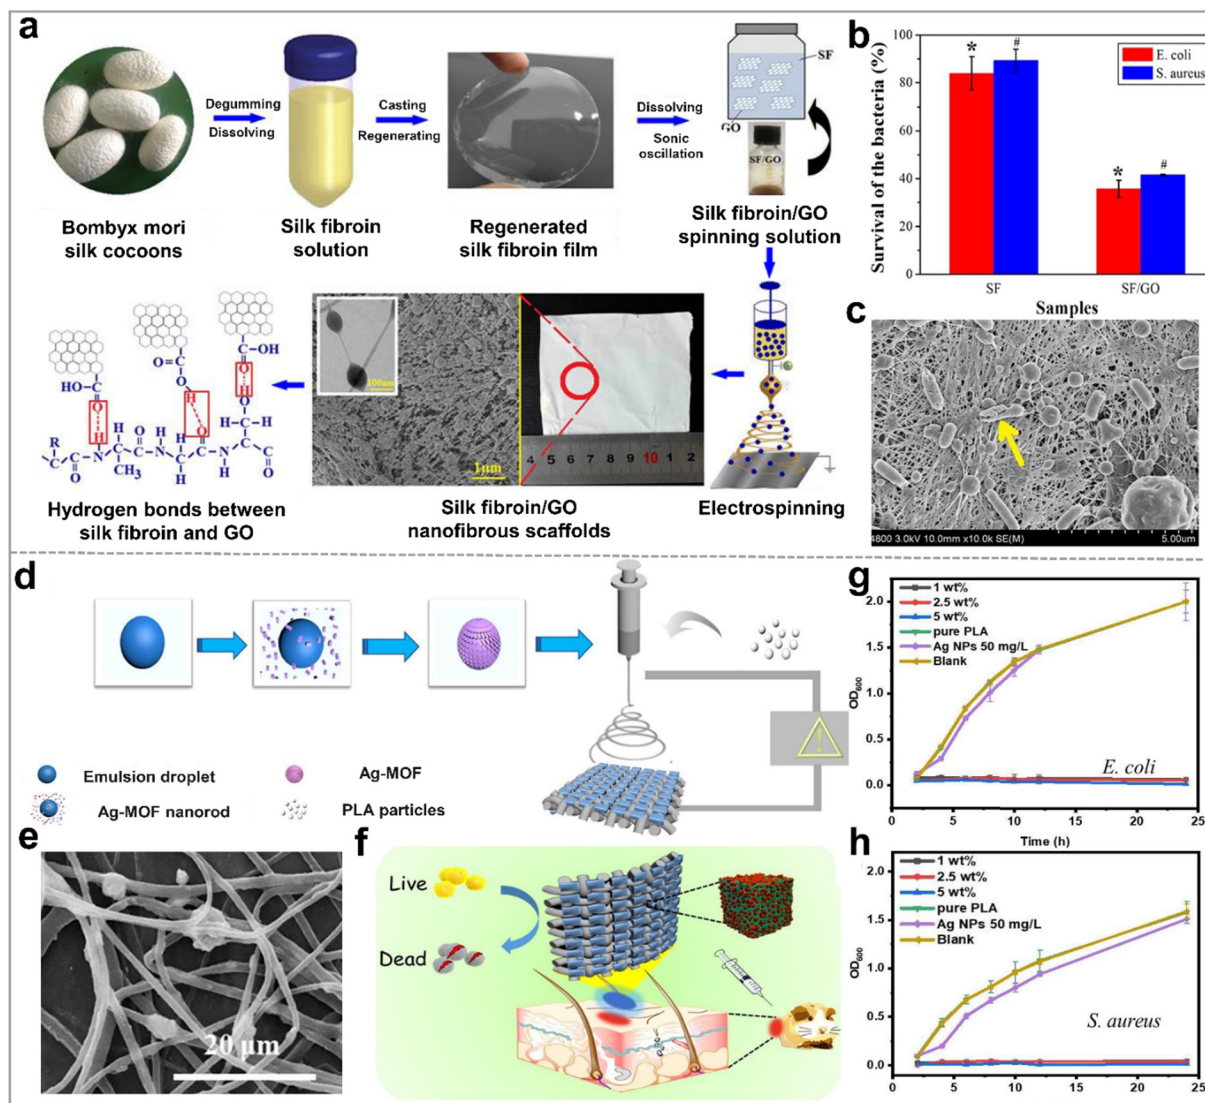 a
Degumming
Dissolving
Casting
Regenerating
Dissolving
Sonic
oscillation
SF
GO
SF/GO
Bombyx mori
silk cocoons
Silk fibroin
solution
Regenerated
silk fibroin film
Silk fibroin/GO
spinning solution
b
Survival of the bacteria (%)
100
80
60
40
20
0
E. coli
S. aureus
*
#
*
#
SF
SF/GO
Samples
HO
C
O
H
O
C
O
H
C
OH
O
H
O
R
N
O
CH3
H
N
H
O
N
H
H
O
100nm
1μm
4 5 6 7 8 9 10 1 2
Hydrogen bonds between
silk fibroin and GO
Silk fibroin/GO
nanofibrous scaffolds
Electrospinning
c
4800 3.0kV 10.0mm x10.0k SE(M)
5.00um
d
Emulsion droplet
Ag-MOF
Ag-MOF nanorod
PLA particles
g
OD600
2.0
1.5
1.0
0.5
0.0
1 wt%
2.5 wt%
5 wt%
pure PLA
Ag NPs 50 mg/L
Blank
E. coli
0 5 10 15 20 25
Time (h)
e
20 μm
f
Live
Dead
h
OD600
2.0
1.5
1.0
0.5
0.0
1 wt%
2.5 wt%
5 wt%
pure PLA
Ag NPs 50 mg/L
Blank
S. aureus
0 5 10 15 20 25